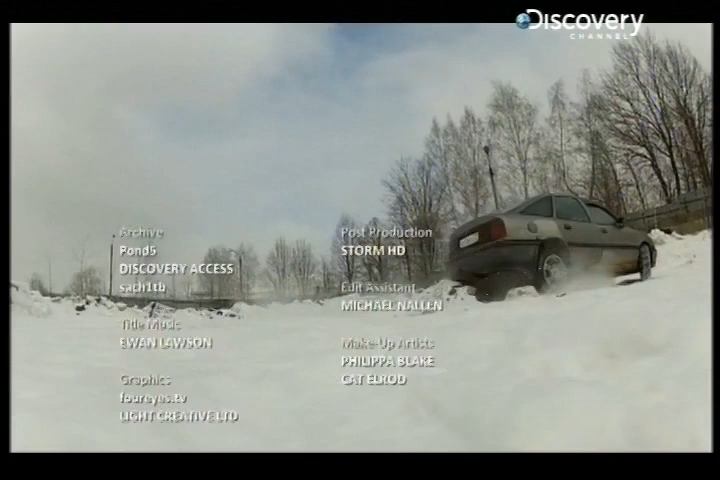 Discovery
CHANNEL
Archive
Pond5
DISCOVERY ACCESS
sach1tb
Title Music
EWAN LAWSON
Graphics
foureyes.tv
LIGHT CREATIVE LTD
Post Production
STORM HD
Edit Assistant
MICHAEL NALLEN
Make-Up Artists
PHILIPPA BLAKE
CAT ELROD